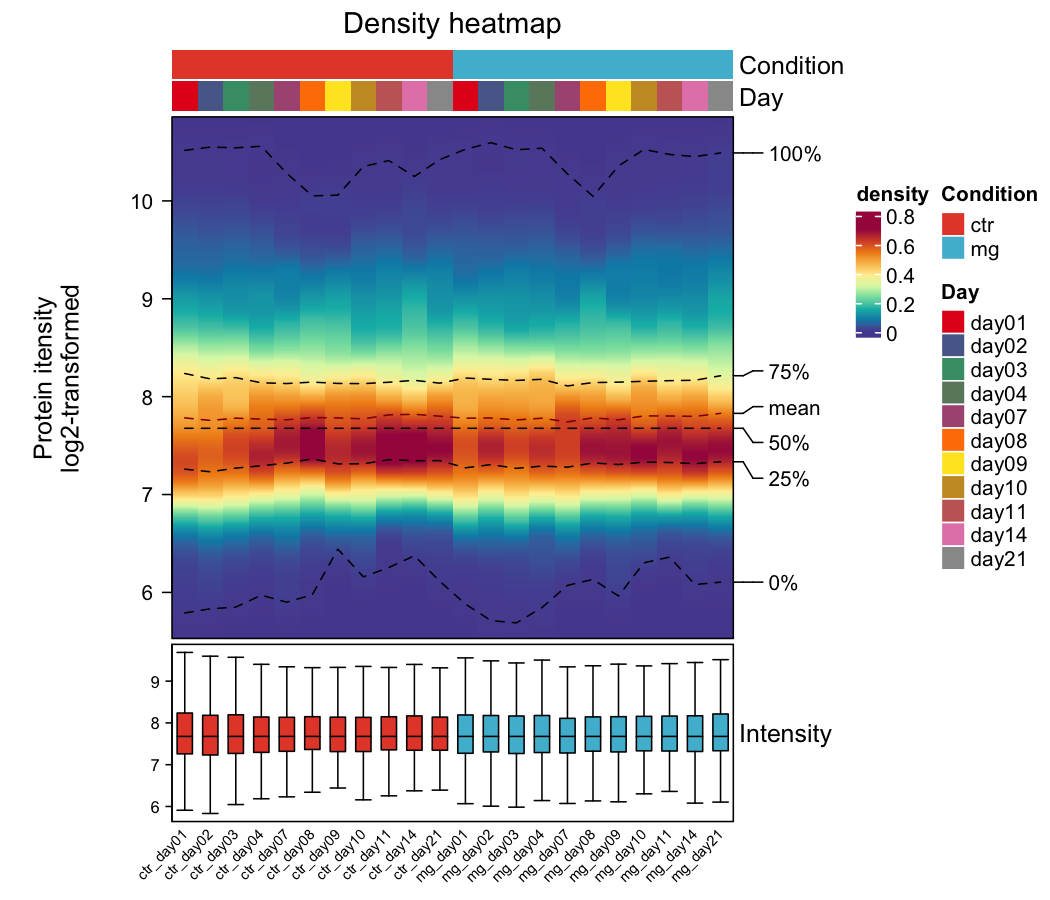 Density heatmap
Condition
Day
Protein itensity
log2-transformed
10
9
8
7
6
100%
75%
mean
50%
25%
0%
density
0.8
0.6
0.4
0.2
0
Condition
ctr
mg
Day
day01
day02
day03
day04
day07
day08
day09
day10
day11
day14
day21
9
8
7
6
Intensity
ctr_day01
ctr_day02
ctr_day03
ctr_day04
ctr_day07
ctr_day08
ctr_day09
ctr_day10
ctr_day11
ctr_day14
ctr_day21
mg_day01
mg_day02
mg_day03
mg_day04
mg_day07
mg_day08
mg_day09
mg_day10
mg_day11
mg_day14
mg_day21